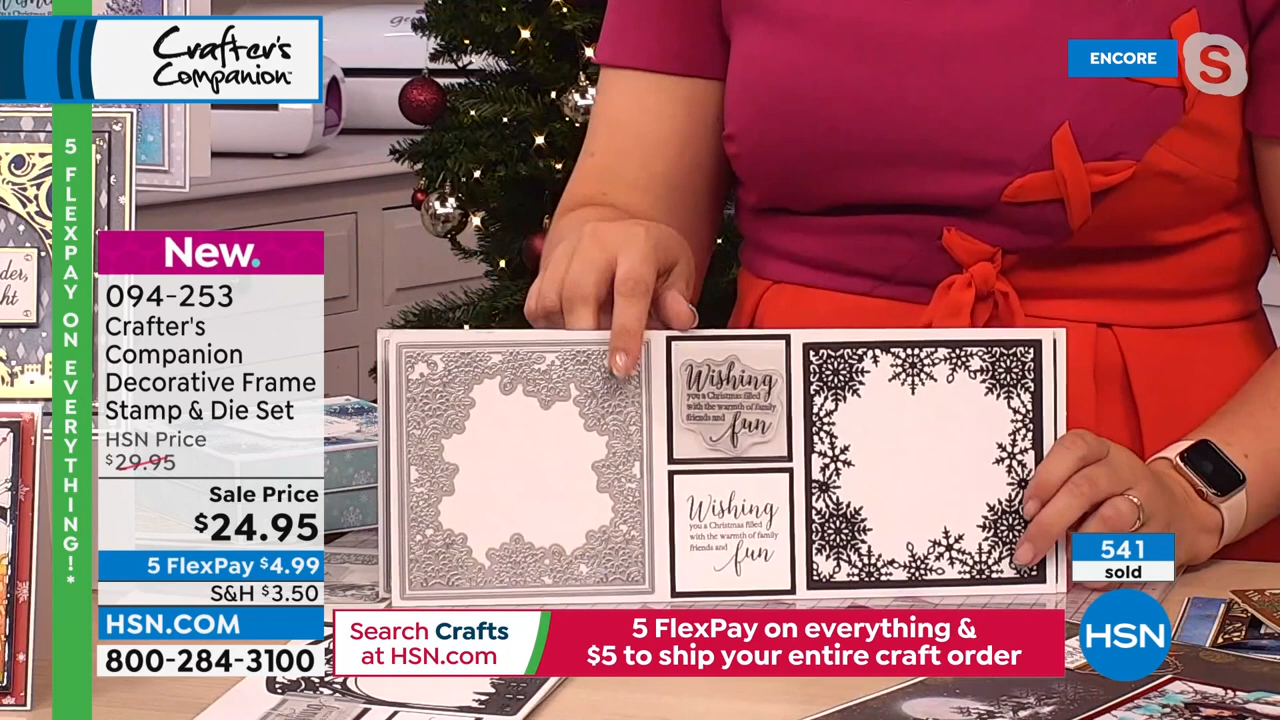 Crafter's
Companion
ENCORE
S
5 FLEXPAY ON EVERYTHING!*
New.
094-253
Crafter's
Companion
Decorative Frame
Stamp & Die Set
HSN Price
$29.95
Sale Price
$24.95
5 FlexPay $4.99
S&H $3.50
HSN.COM
800-284-3100
Wishing
you a Christmas filled
with the warmth of family
friends and
fun
Wishing
you a Christmas filled
with the warmth of family
friends and
fun
541
sold
HSN
Search Crafts
at HSN.com
5 FlexPay on everything &
$5 to ship your entire craft order